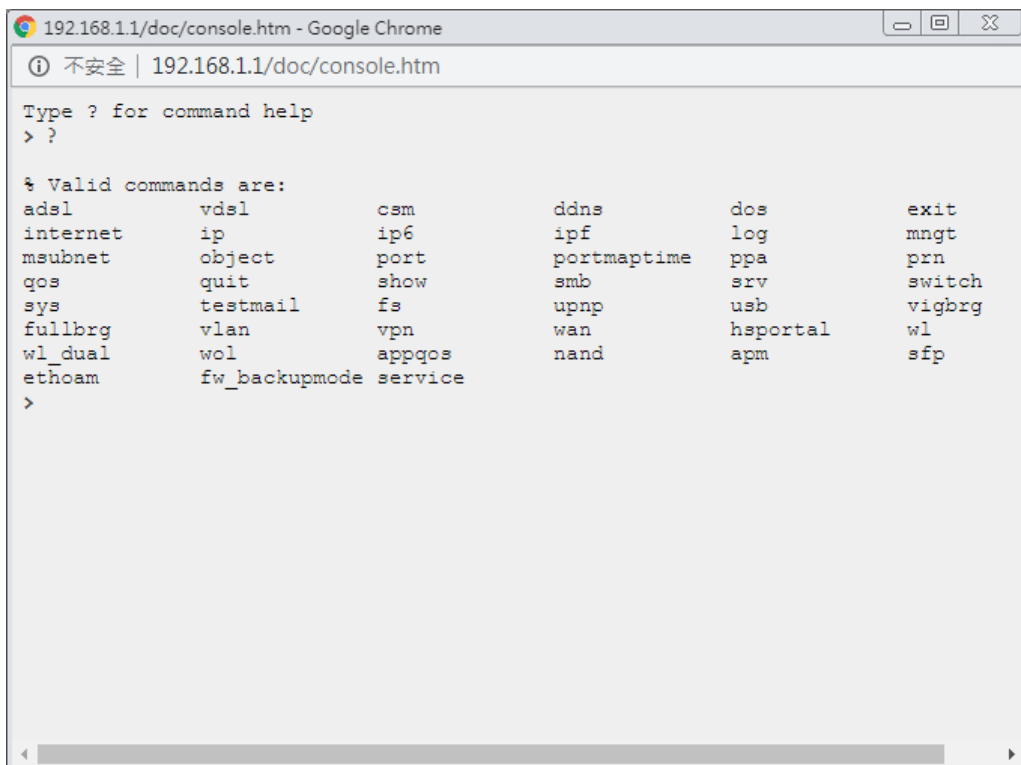 192.168.1.1/doc/console.htm - Google Chrome
不安全 | 192.168.1.1/doc/console.htm
Type ? for command help
> ?
% Valid commands are:
adsl vdsl csm ddns dos exit
internet ip ip6 ipf log mngt
msubnet object port portmaptime ppa prn
qos quit show smb srv switch
sys testmail fs upnp usb vigbrg
fullbrg vlan vpn wan hsportal wl
wl_dual wol appqos nand apm sfp
ethoam fw_backupmode service
>